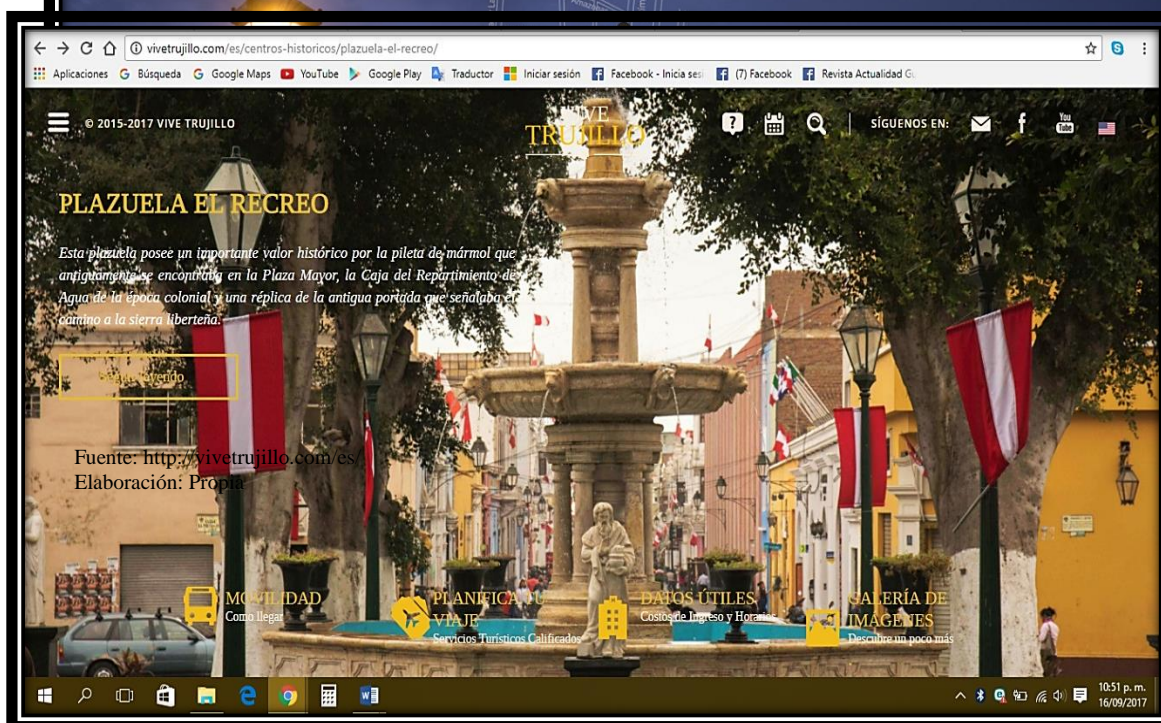 vivetrujillo.com/es/centros-historicos/plazuela-el-recreo/
Aplicaciones Búsqueda Google Maps YouTube Google Play Traductor Iniciar sesión Facebook - Inicia sesi (7) Facebook Revista Actualidad G
© 2015-2017 VIVE TRUJILLO
VIVE
TRUJILLO
SÍGUENOS EN:
You
Tube
PLAZUELA EL RECREO
Esta plazuela posee un importante valor histórico por la pileta de mármol que
antiguamente se encontraba en la Plaza Mayor, la Caja del Repartimiento de
Agua de la época colonial y una réplica de la antigua portada que señalaba el
camino a la sierra liberteña.
Seguir leyendo
Fuente: http://vivetrujillo.com/es/
Elaboración: Propia
MOVILIDAD
Como llegar
PLANIFICA TU
VIAJE
Servicios Turísticos Calificados
DATOS ÚTILES
Costos de Ingreso y Horarios
GALERÍA DE
IMÁGENES
Descubre un poco más
10:51 p. m.
16/09/2017